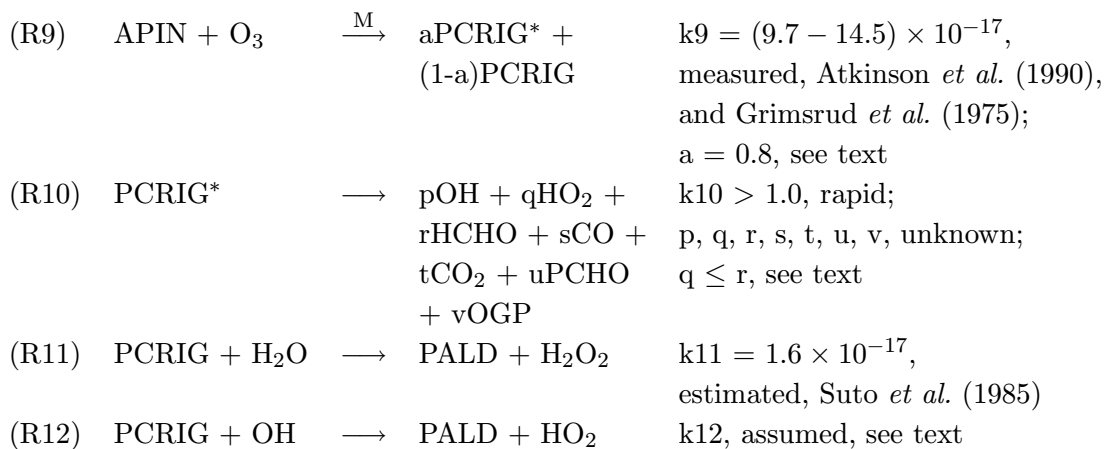 (R9) APIN + O₃ —M→ aPCRIG* + k9 = (9.7 − 14.5) × 10⁻¹⁷,
(1-a)PCRIG measured, Atkinson et al. (1990),
and Grimsrud et al. (1975);
a = 0.8, see text
(R10) PCRIG* ⟶ pOH + qHO₂ + k10 > 1.0, rapid;
rHCHO + sCO + p, q, r, s, t, u, v, unknown;
tCO₂ + uPCHO q ≤ r, see text
+ vOGP
(R11) PCRIG + H₂O ⟶ PALD + H₂O₂ k11 = 1.6 × 10⁻¹⁷,
estimated, Suto et al. (1985)
(R12) PCRIG + OH ⟶ PALD + HO₂ k12, assumed, see text